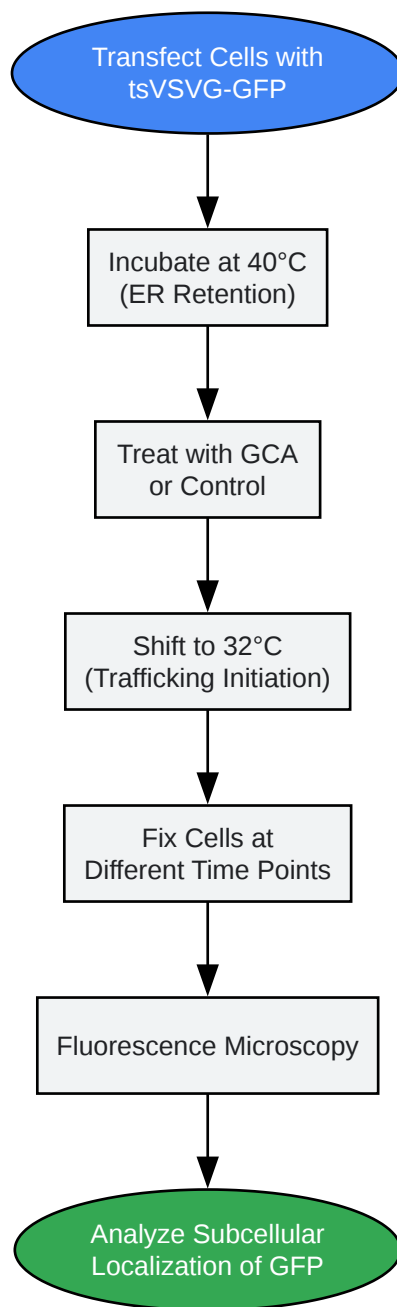 Transfect Cells with
tsVSVG-GFP
Incubate at 40°C
(ER Retention)
Treat with GCA
or Control
Shift to 32°C
(Trafficking Initiation)
Fix Cells at
Different Time Points
Fluorescence Microscopy
Analyze Subcellular
Localization of GFP